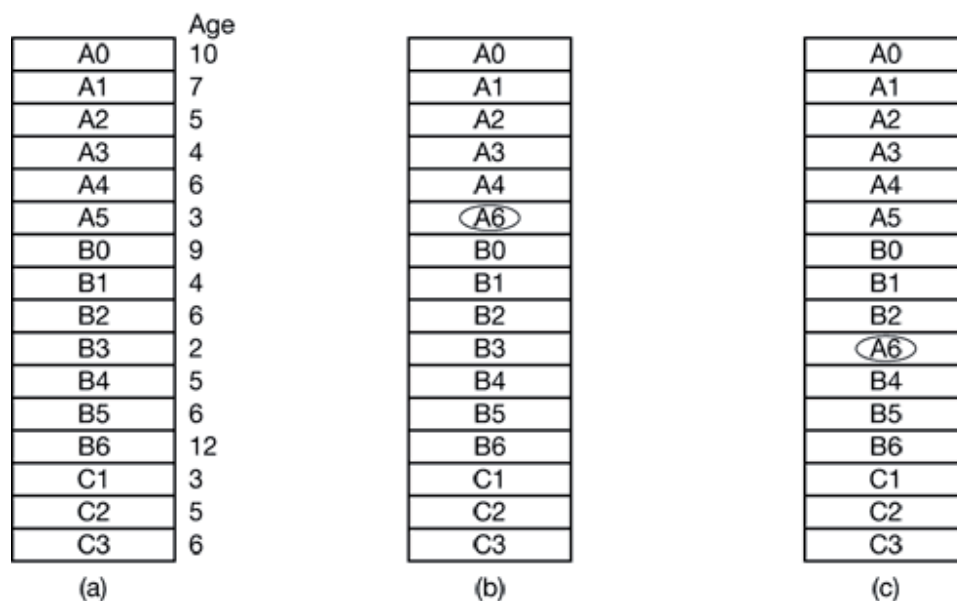 Age
A0 10 A0 A0
A1 7 A1 A1
A2 5 A2 A2
A3 4 A3 A3
A4 6 A4 A4
A5 3 A6 A5
B0 9 B0 B0
B1 4 B1 B1
B2 6 B2 B2
B3 2 B3 A6
B4 5 B4 B4
B5 6 B5 B5
B6 12 B6 B6
C1 3 C1 C1
C2 5 C2 C2
C3 6 C3 C3
(a) (b) (c)